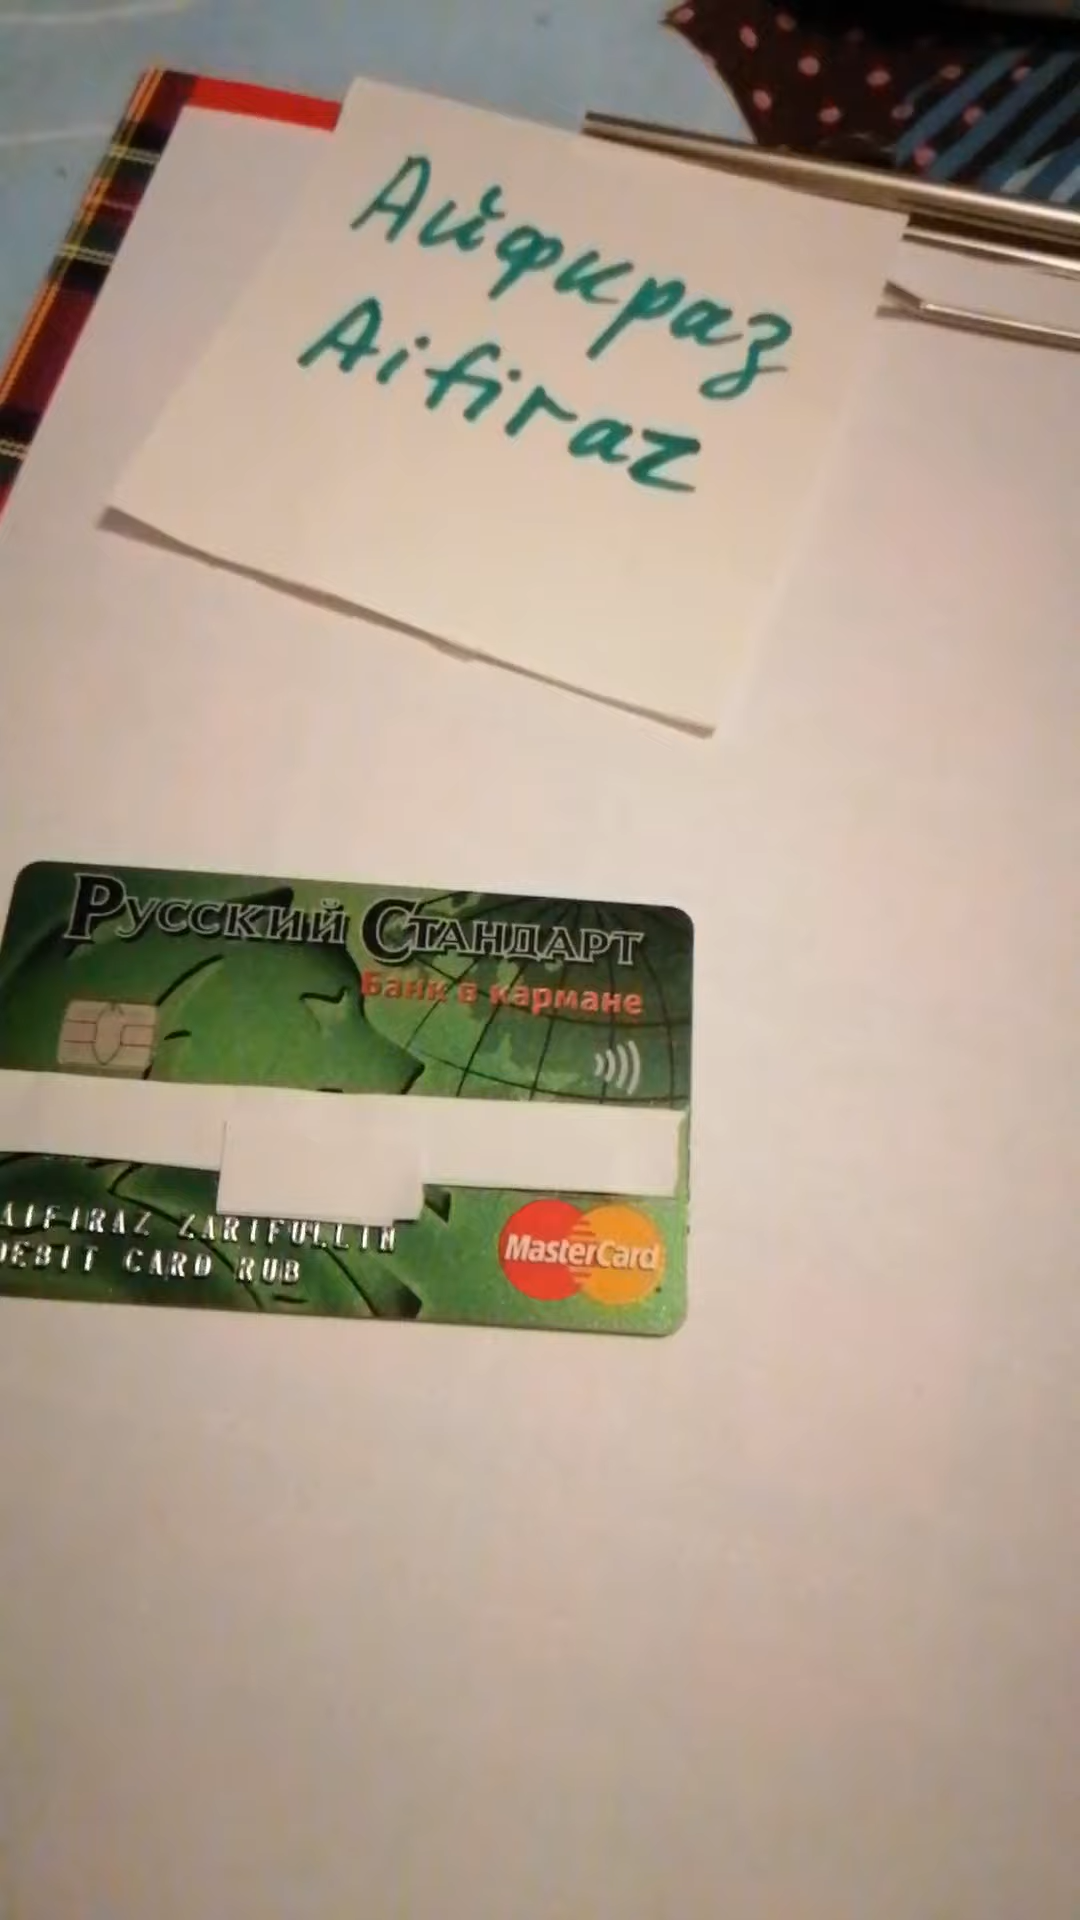 Айфираз
Aifiraz
Русский Стандарт
Банк в кармане
AIFIRAZ ZARIFULLIN
DEBIT CARD RUB
MasterCard